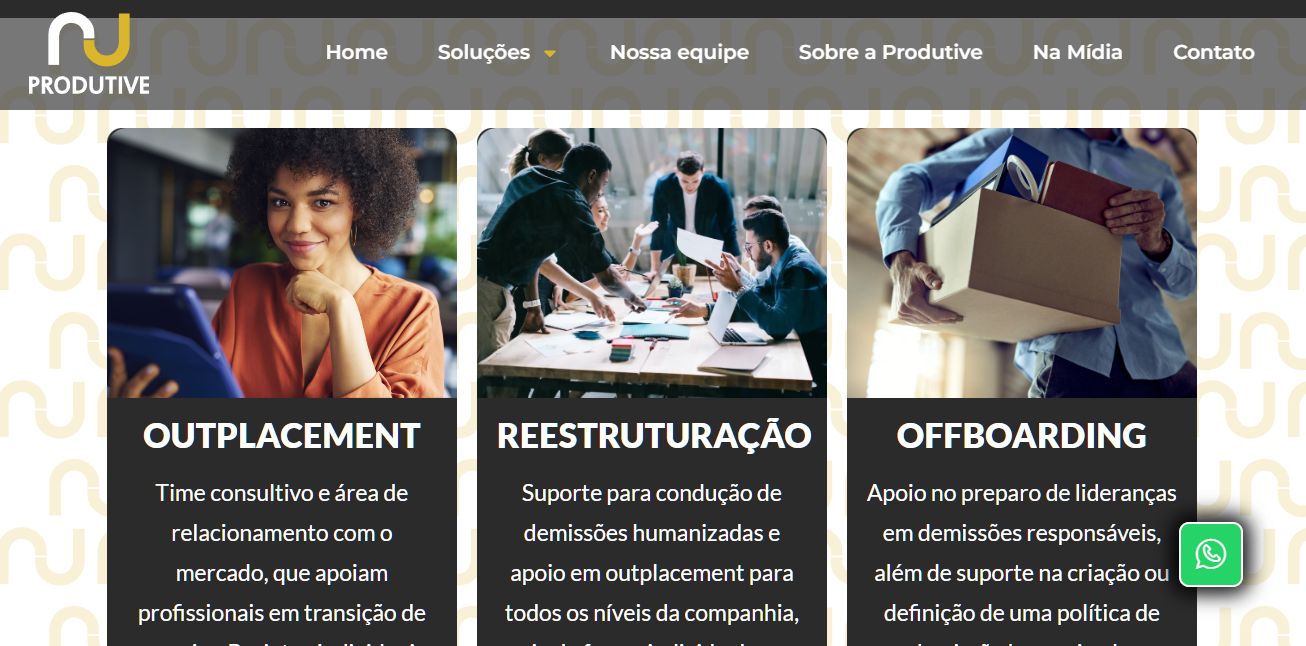 PRODUTIVE
Home
Soluções
Nossa equipe
Sobre a Produtive
Na Mídia
Contato
OUTPLACEMENT
Time consultivo e área de
relacionamento com o
mercado, que apoiam
profissionais em transição de
REESTRUTURAÇÃO
Suporte para condução de
demissões humanizadas e
apoio em outplacement para
todos os níveis da companhia,
OFFBOARDING
Apoio no preparo de lideranças
em demissões responsáveis,
além de suporte na criação ou
definição de uma política de